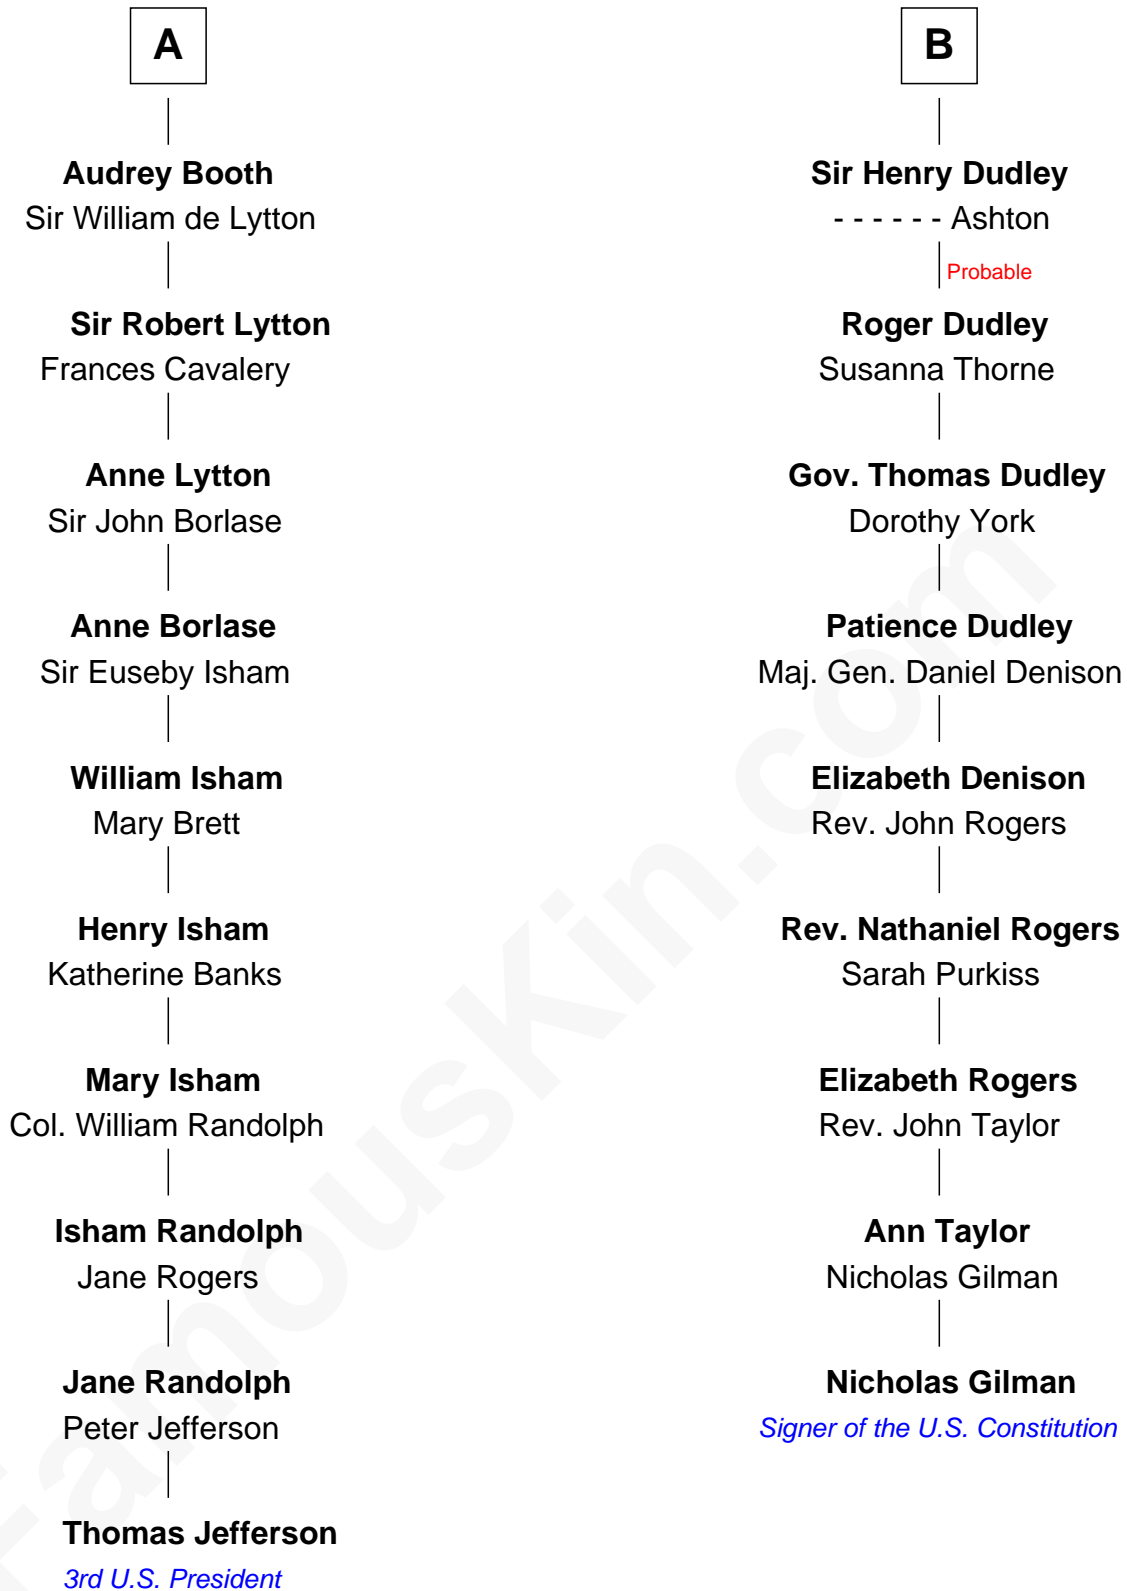 A
Audrey Booth
Sir William de Lytton
Sir Robert Lytton
Frances Cavalery
Anne Lytton
Sir John Borlase
Anne Borlase
Sir Euseby Isham
William Isham
Mary Brett
Henry Isham
Katherine Banks
Mary Isham
Col. William Randolph
Isham Randolph
Jane Rogers
Jane Randolph
Peter Jefferson
Thomas Jefferson
3rd U.S. President
B
Sir Henry Dudley
- - - - - - Ashton
Probable
Roger Dudley
Susanna Thorne
Gov. Thomas Dudley
Dorothy York
Patience Dudley
Maj. Gen. Daniel Denison
Elizabeth Denison
Rev. John Rogers
Rev. Nathaniel Rogers
Sarah Purkiss
Elizabeth Rogers
Rev. John Taylor
Ann Taylor
Nicholas Gilman
Nicholas Gilman
Signer of the U.S. Constitution
FamousKin.com